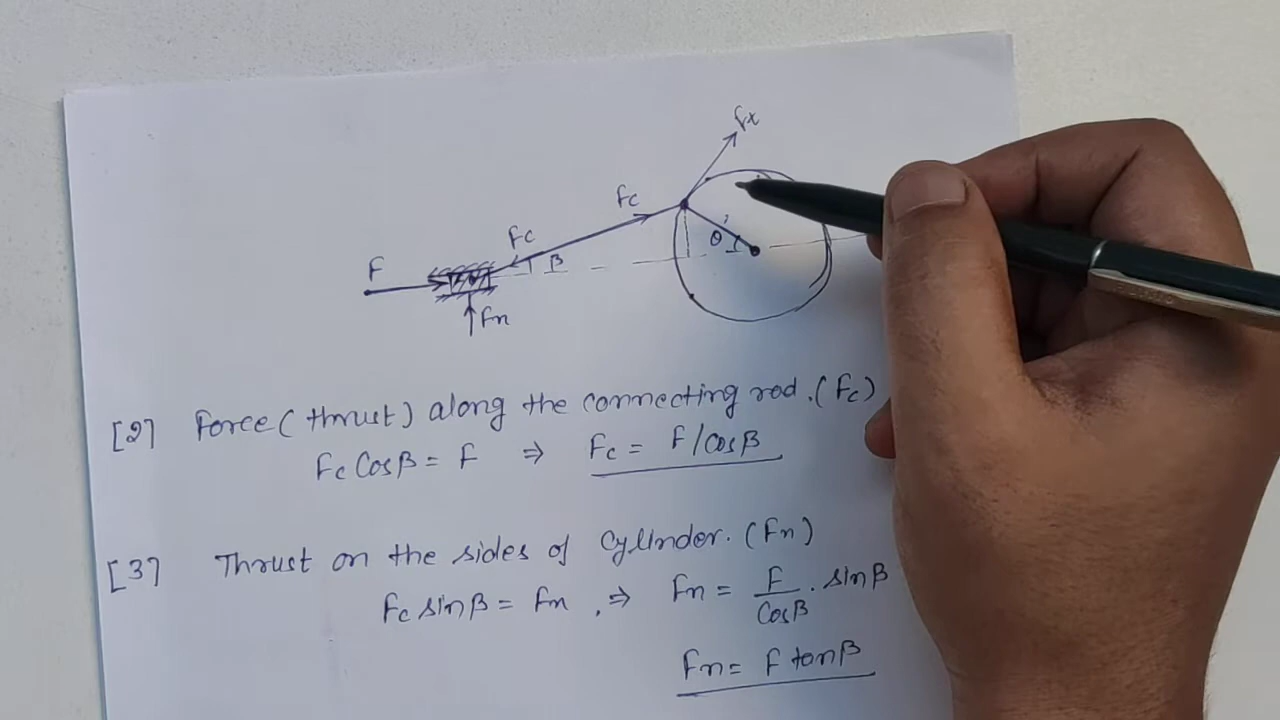 Ft
Fc
Fc
θ
F
β
Fn
[2] Force (thrust) along the connecting rod. (Fc)
Fc Cosβ = F ⇒ Fc = F/Cosβ
[3] Thrust on the sides of Cylinder. (Fn)
Fc sinβ = Fn , ⇒ Fn = F/Cosβ . sinβ
Fn = F tanβ